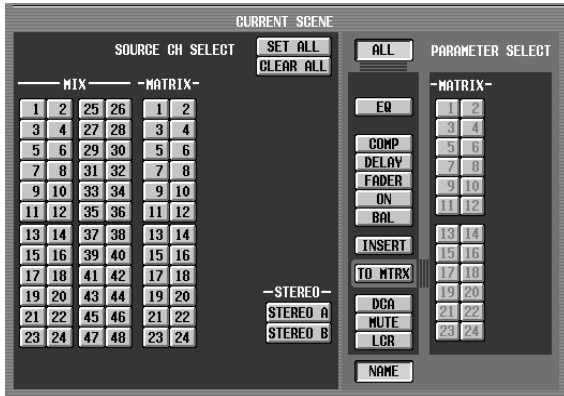 CURRENT SCENE
SOURCE CH SELECT
SET ALL
CLEAR ALL
MIX
MATRIX
1 2 25 26 1 2
3 4 27 28 3 4
5 6 29 30 5 6
7 8 31 32 7 8
9 10 33 34 9 10
11 12 35 36 11 12
13 14 37 38 13 14
15 16 39 40 15 16
17 18 41 42 17 18
19 20 43 44 19 20
21 22 45 46 21 22
23 24 47 48 23 24
STEREO
STEREO A
STEREO B
ALL
PARAMETER SELECT
EQ
COMP
DELAY
FADER
ON
BAL
INSERT
TO MTRX
DCA
MUTE
LCR
NAME
MATRIX
1 2
3 4
5 6
7 8
9 10
11 12
13 14
15 16
17 18
19 20
21 22
23 24